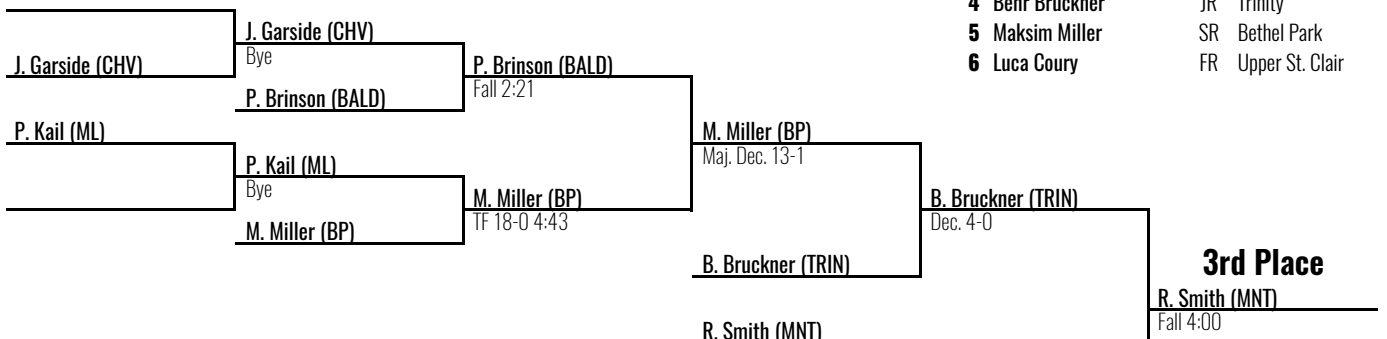 4 Behr Bruckner JR Trinity
5 Maksim Miller SR Bethel Park
6 Luca Coury FR Upper St. Clair
J. Garside (CHV)
J. Garside (CHV)
Bye
P. Brinson (BALD)
P. Brinson (BALD)
Fall 2:21
P. Kail (ML)
P. Kail (ML)
Bye
M. Miller (BP)
M. Miller (BP)
TF 18-0 4:43
M. Miller (BP)
Maj. Dec. 13-1
B. Bruckner (TRIN)
B. Bruckner (TRIN)
Dec. 4-0
3rd Place
R. Smith (MNT)
Fall 4:00
R. Smith (MNT)